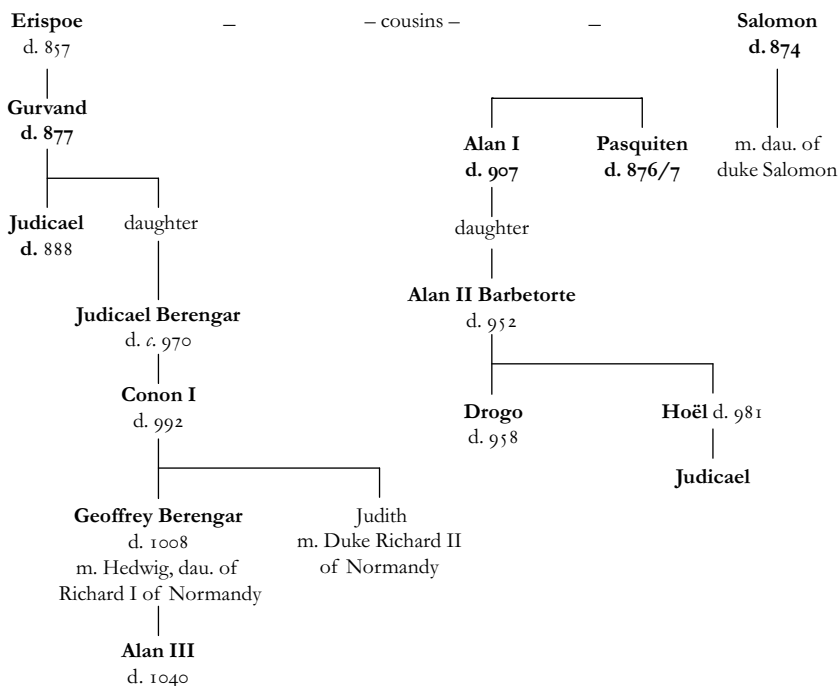 Erispoe – – cousins – – Salomon
d. 857 d. 874
Gurvand
d. 877
Alan I Pasquiten m. dau. of
d. 907 d. 876/7 duke Salomon
Judicael daughter daughter
d. 888
Alan II Barbetorte
Judicael Berengar d. 952
d. c. 970
Conon I Drogo Hoël d. 981
d. 992 d. 958
Judicael
Geoffrey Berengar Judith
d. 1008 m. Duke Richard II
m. Hedwig, dau. of of Normandy
Richard I of Normandy
Alan III
d. 1040